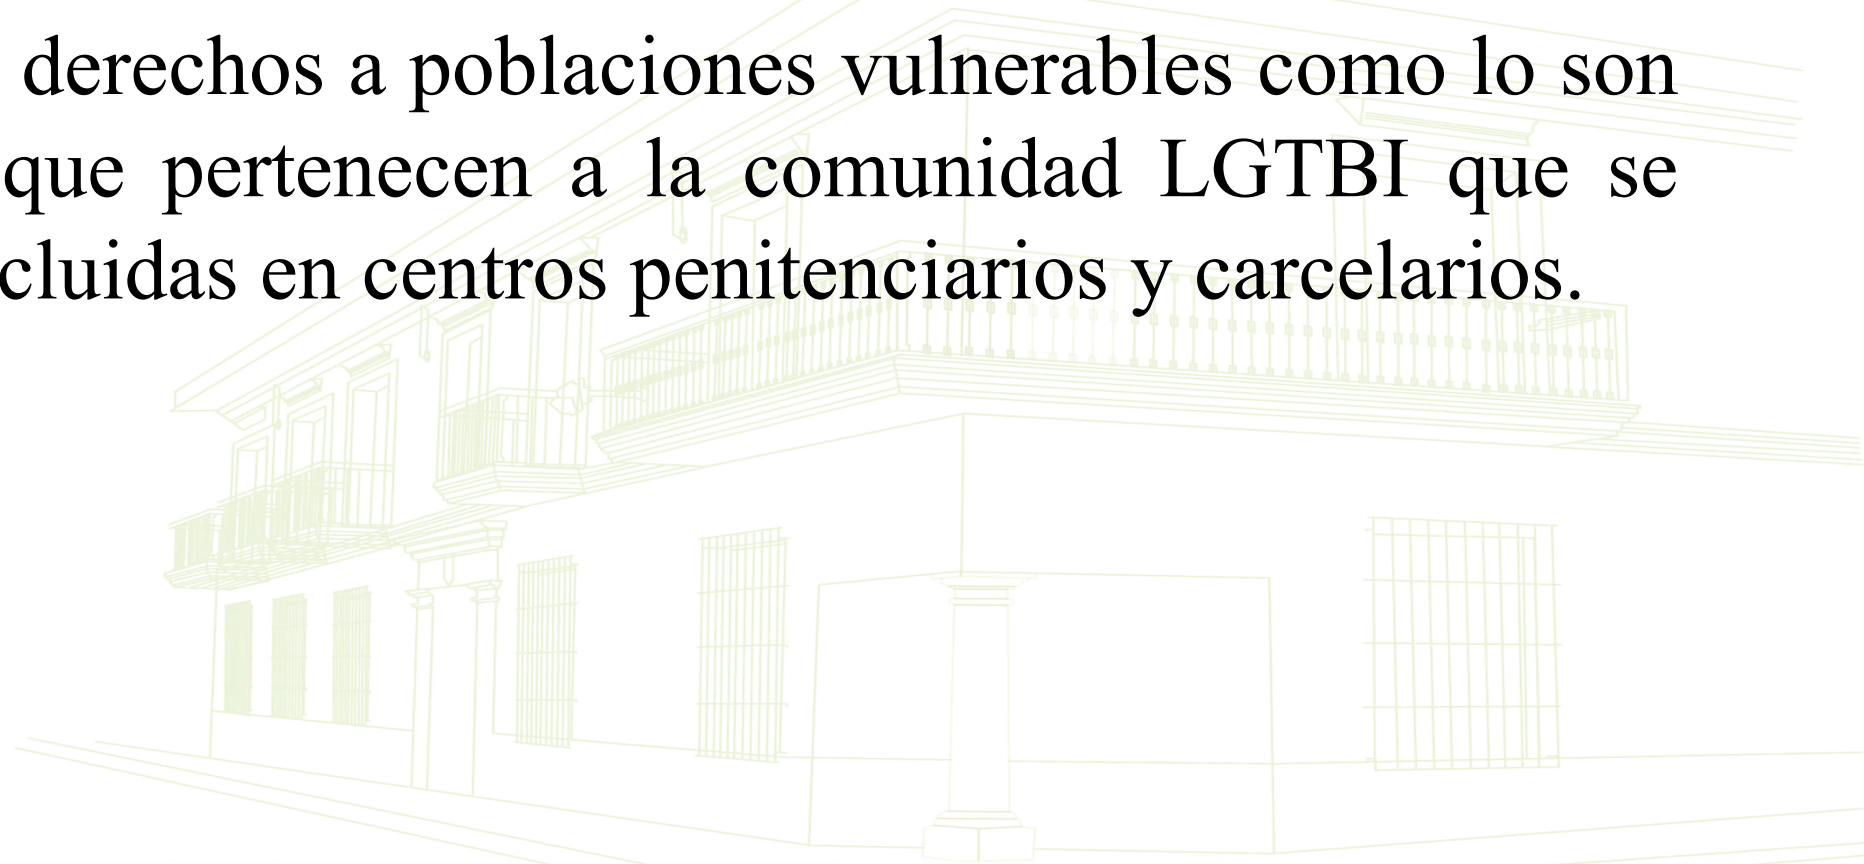 derechos a poblaciones vulnerables como lo son
que pertenecen a la comunidad LGTBI que se
cluidas en centros penitenciarios y carcelarios.